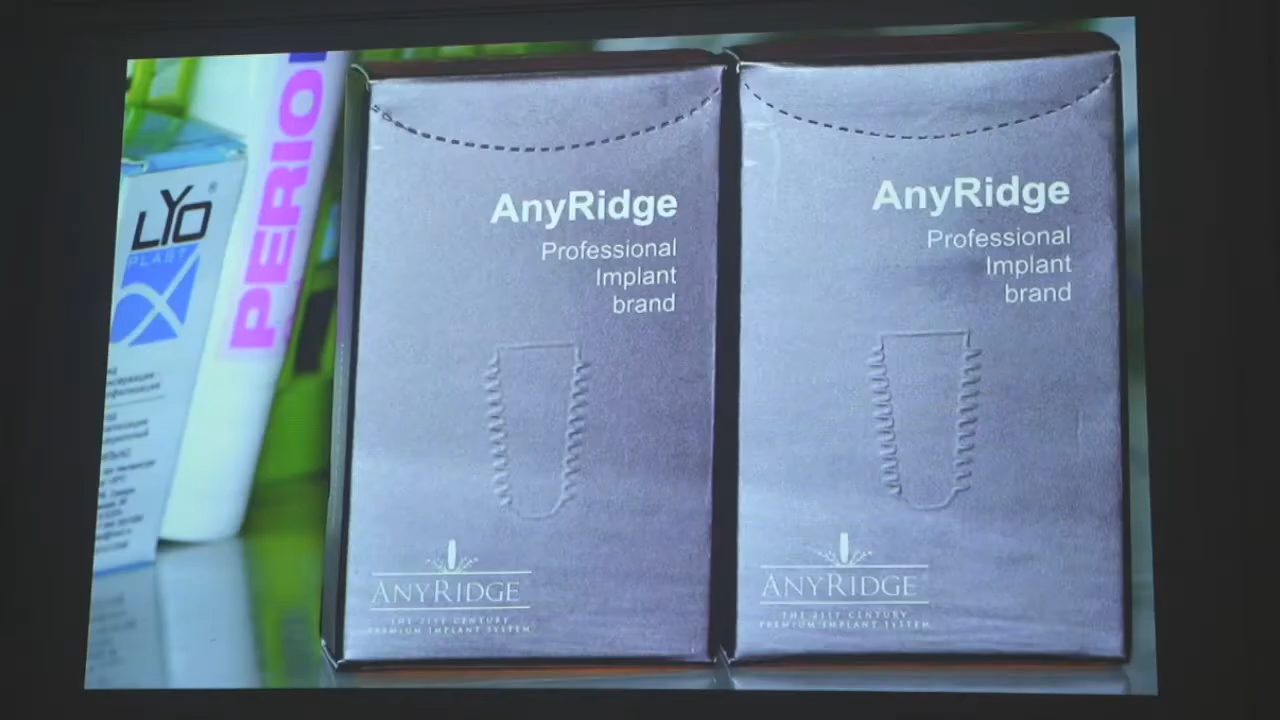 LYO
®
PLAST
PERIO
AnyRidge
Professional
Implant
brand
ANYRIDGE
THE 21ST CENTURY
PREMIUM IMPLANT SYSTEM
AnyRidge
Professional
Implant
brand
ANYRIDGE
THE 21ST CENTURY
PREMIUM IMPLANT SYSTEM